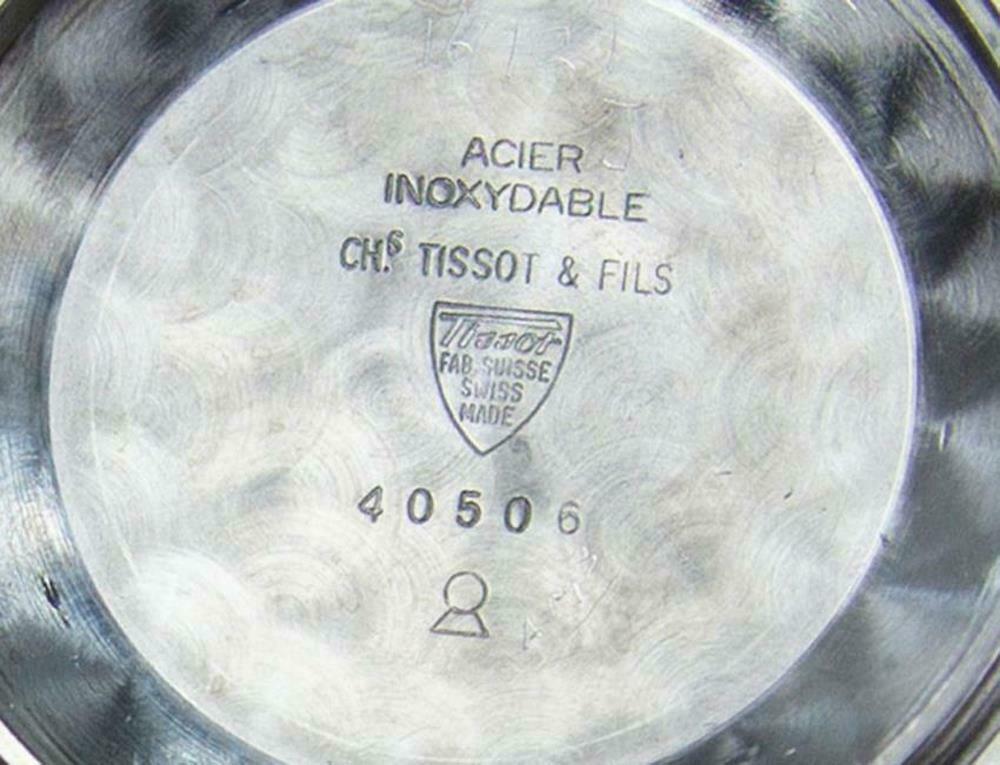 ACIER
INOXYDABLE
CH.S TISSOT & FILS
Tissot
FAB. SUISSE
SWISS
MADE
40506